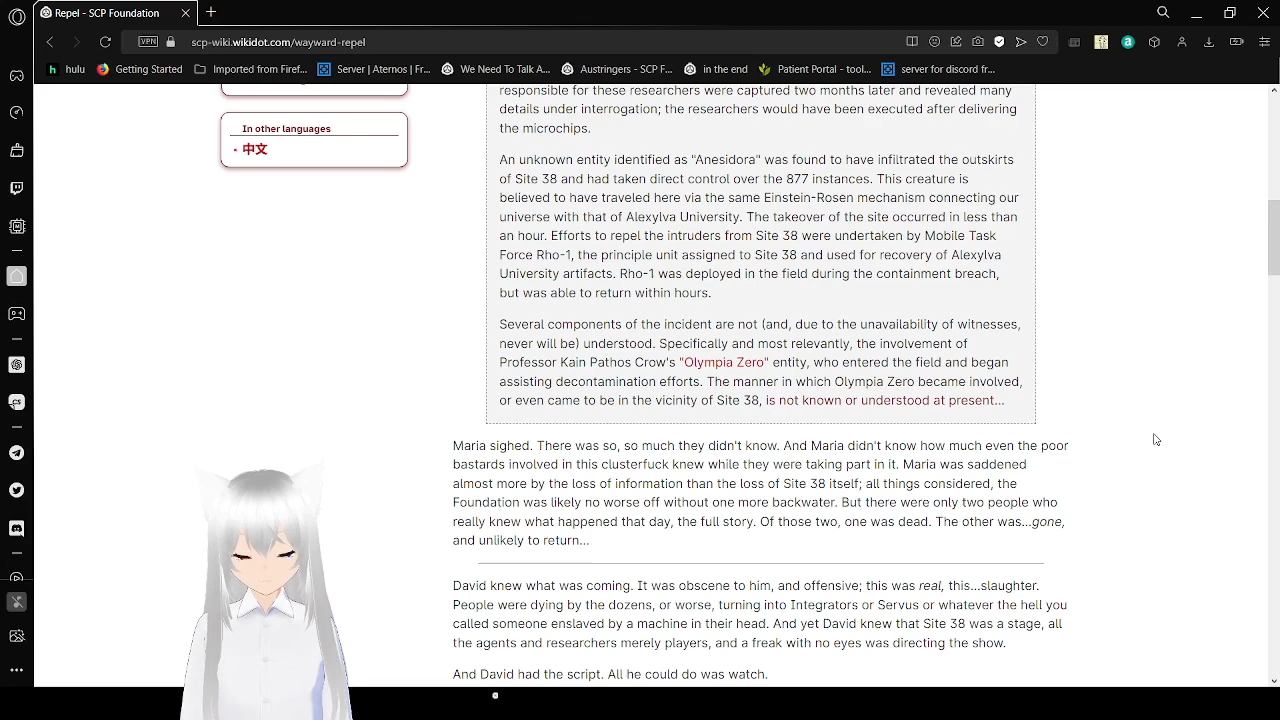 Repel - SCP Foundation
VPN
scp-wiki.wikidot.com/wayward-repel
hulu
Getting Started
Imported from Firef...
Server | Aternos | Fr...
We Need To Talk A...
Austringers - SCP F...
in the end
Patient Portal - tool...
server for discord fr...
In other languages
中文
responsible for these researchers were captured two months later and revealed many
details under interrogation; the researchers would have been executed after delivering
the microchips.
An unknown entity identified as "Anesidora" was found to have infiltrated the outskirts
of Site 38 and had taken direct control over the 877 instances. This creature is
believed to have traveled here via the same Einstein-Rosen mechanism connecting our
universe with that of Alexylva University. The takeover of the site occurred in less than
an hour. Efforts to repel the intruders from Site 38 were undertaken by Mobile Task
Force Rho-1, the principle unit assigned to Site 38 and used for recovery of Alexylva
University artifacts. Rho-1 was deployed in the field during the containment breach,
but was able to return within hours.
Several components of the incident are not (and, due to the unavailability of witnesses,
never will be) understood. Specifically and most relevantly, the involvement of
Professor Kain Pathos Crow's "Olympia Zero" entity, who entered the field and began
assisting decontamination efforts. The manner in which Olympia Zero became involved,
or even came to be in the vicinity of Site 38, is not known or understood at present...
Maria sighed. There was so, so much they didn't know. And Maria didn't know how much even the poor
bastards involved in this clusterfuck knew while they were taking part in it. Maria was saddened
almost more by the loss of information than the loss of Site 38 itself; all things considered, the
Foundation was likely no worse off without one more backwater. But there were only two people who
really knew what happened that day, the full story. Of those two, one was dead. The other was...gone,
and unlikely to return...
David knew what was coming. It was obscene to him, and offensive; this was real, this...slaughter.
People were dying by the dozens, or worse, turning into Integrators or Servus or whatever the hell you
called someone enslaved by a machine in their head. And yet David knew that Site 38 was a stage, all
the agents and researchers merely players, and a freak with no eyes was directing the show.
And David had the script. All he could do was watch.